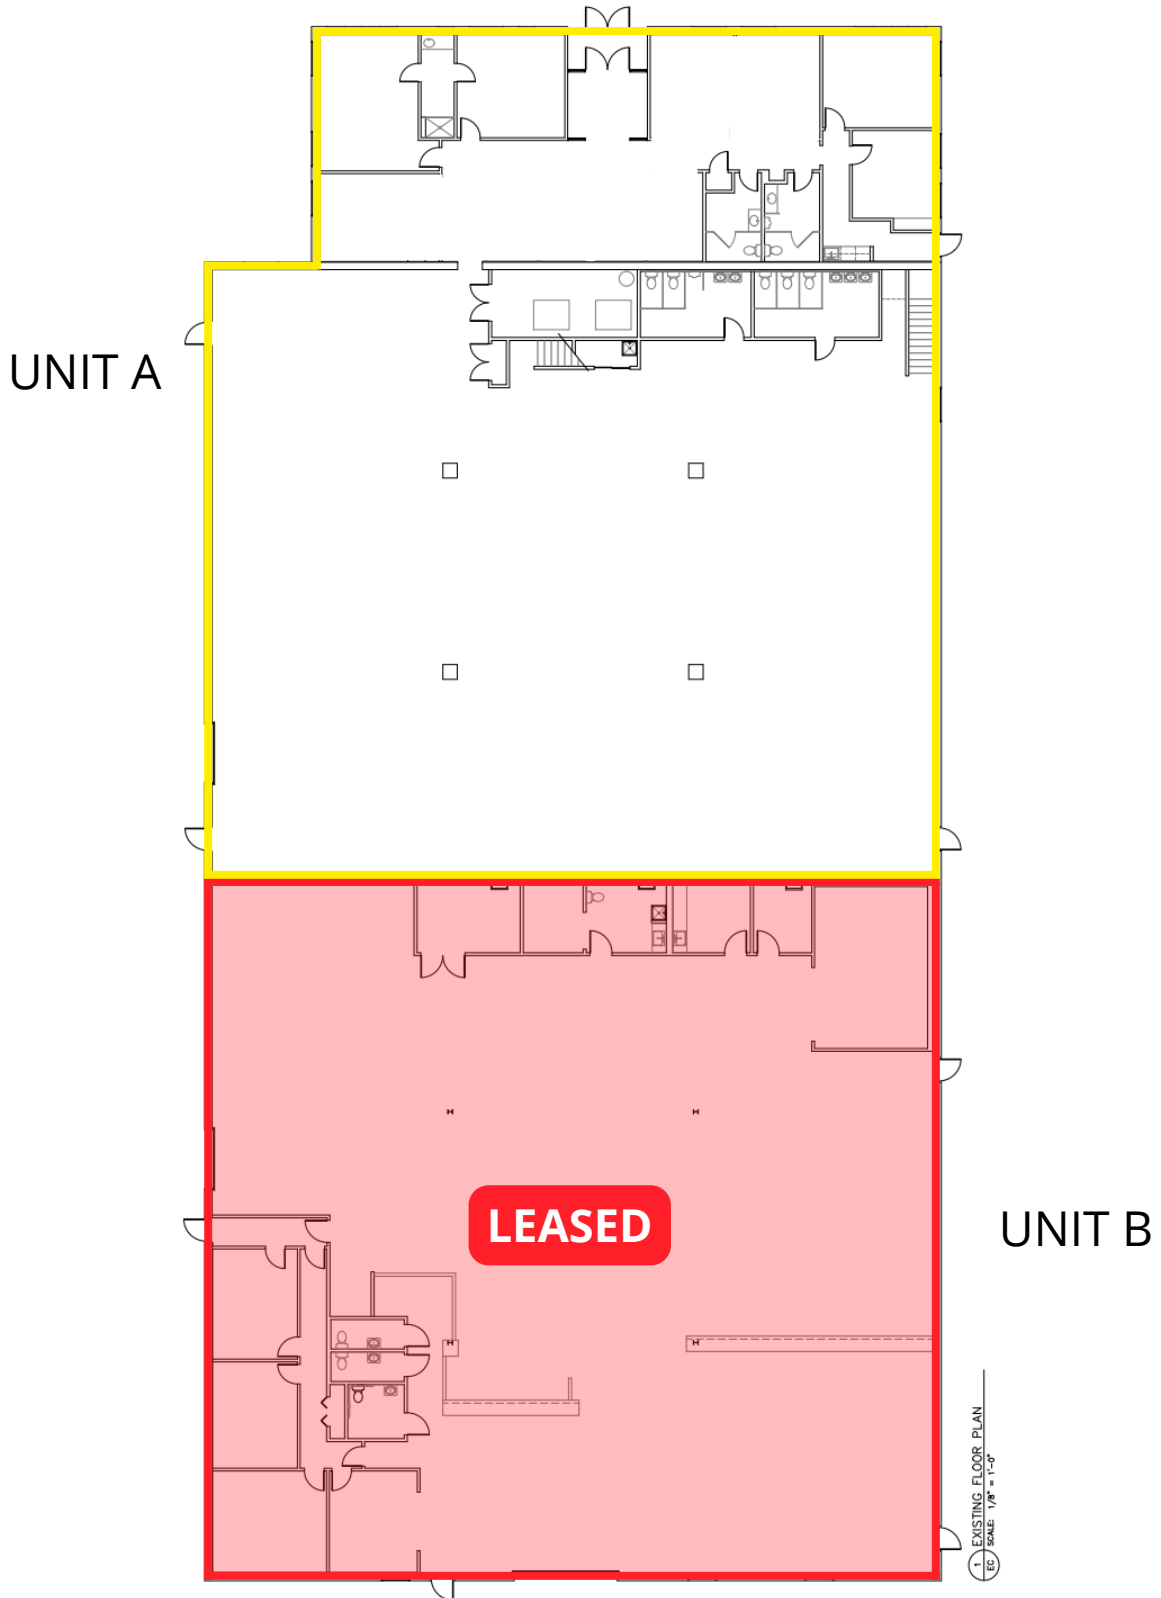 UNIT A
LEASED
UNIT B
1 EXISTING FLOOR PLAN
EC SCALE: 1/8" = 1'-0"